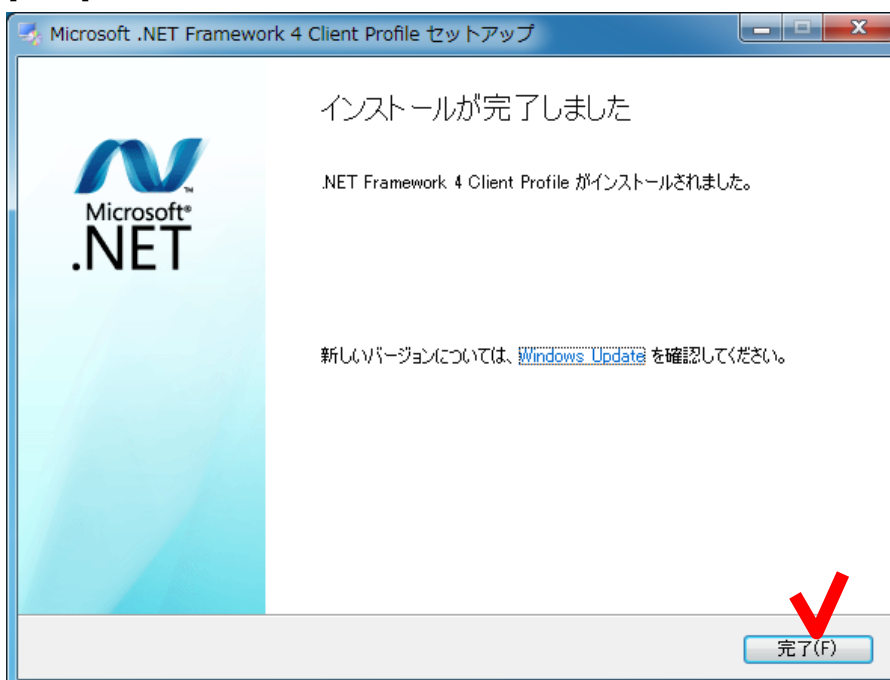 Microsoft .NET Framework 4 Client Profile セットアップ
インストールが完了しました
.NET Framework 4 Client Profile がインストールされました。
Microsoft®
.NET
新しいバージョンについては、Windows Update を確認してください。
完了(F)